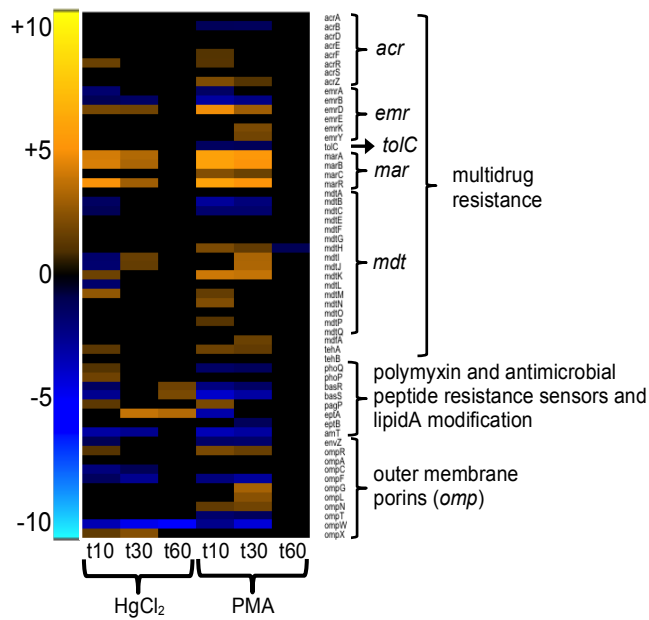 +10
+5
0
-5
-10
acrA
acrB
acrD
acrE
acrF
acrR
acrS
acrZ
emrA
emrB
emrD
emrE
emrK
emrY
tolC
marA
marB
marC
marR
mdtA
mdtB
mdtC
mdtE
mdtF
mdtG
mdtH
mdtI
mdtJ
mdtK
mdtL
mdtM
mdtN
mdtO
mdtP
mdtQ
mdfA
tehA
tehB
phoQ
phoP
basR
basS
pagP
eptA
eptB
arnT
envZ
ompR
ompA
ompC
ompF
ompG
ompL
ompN
ompT
ompW
ompX
acr
emr
tolC
mar
mdt
multidrug
resistance
polymyxin and antimicrobial
peptide resistance sensors and
lipidA modification
outer membrane
porins (omp)
t10 t30 t60 t10 t30 t60
HgCl₂ PMA